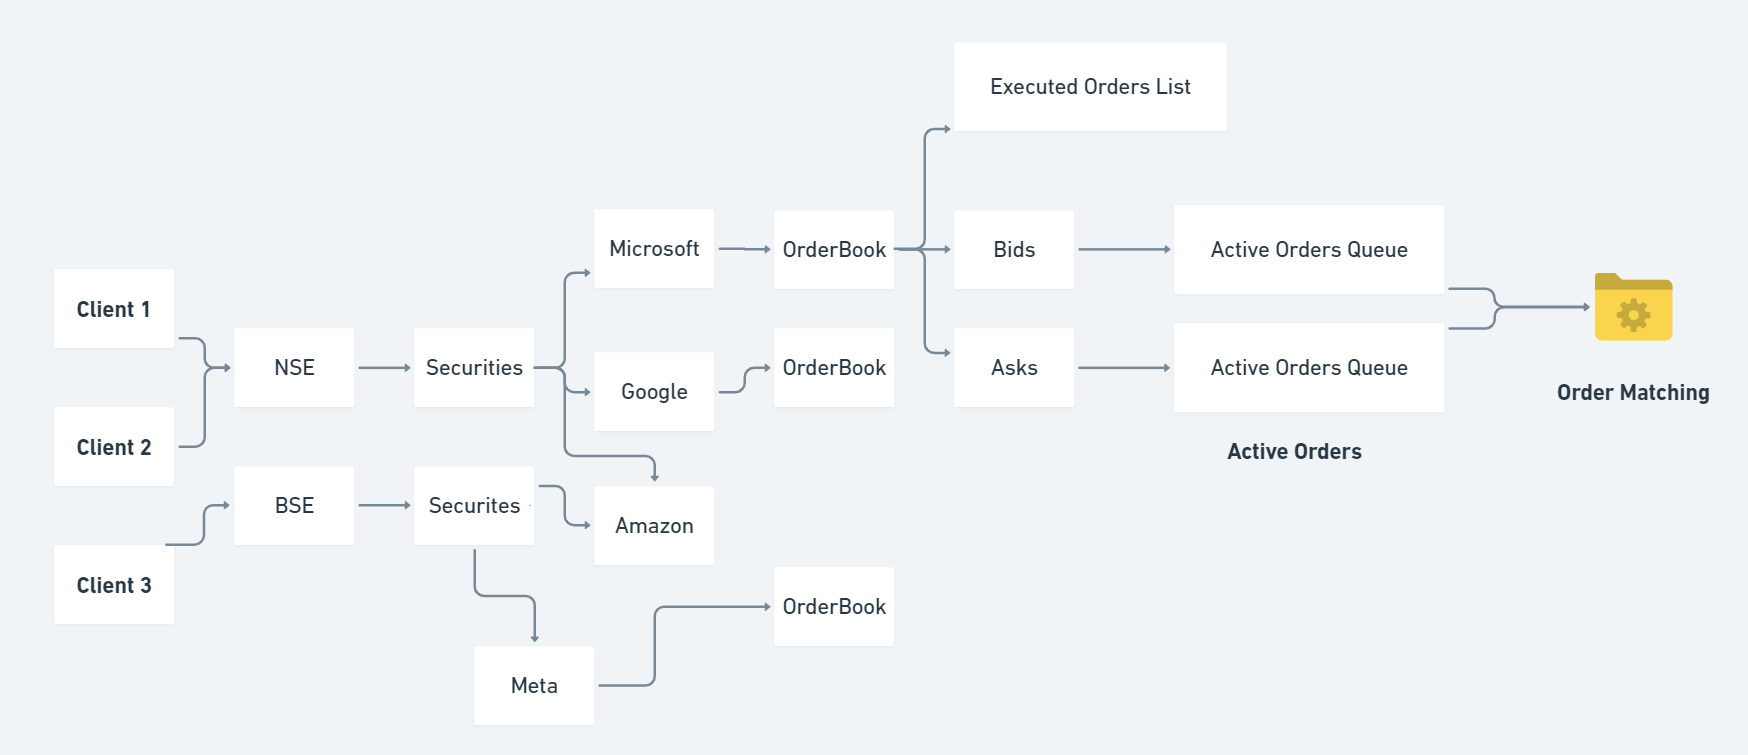 Executed Orders List
Microsoft
OrderBook
Bids
Active Orders Queue
Client 1
NSE
Securities
Google
OrderBook
Asks
Active Orders Queue
Order Matching
Client 2
Active Orders
BSE
Securites
Amazon
Client 3
OrderBook
Meta